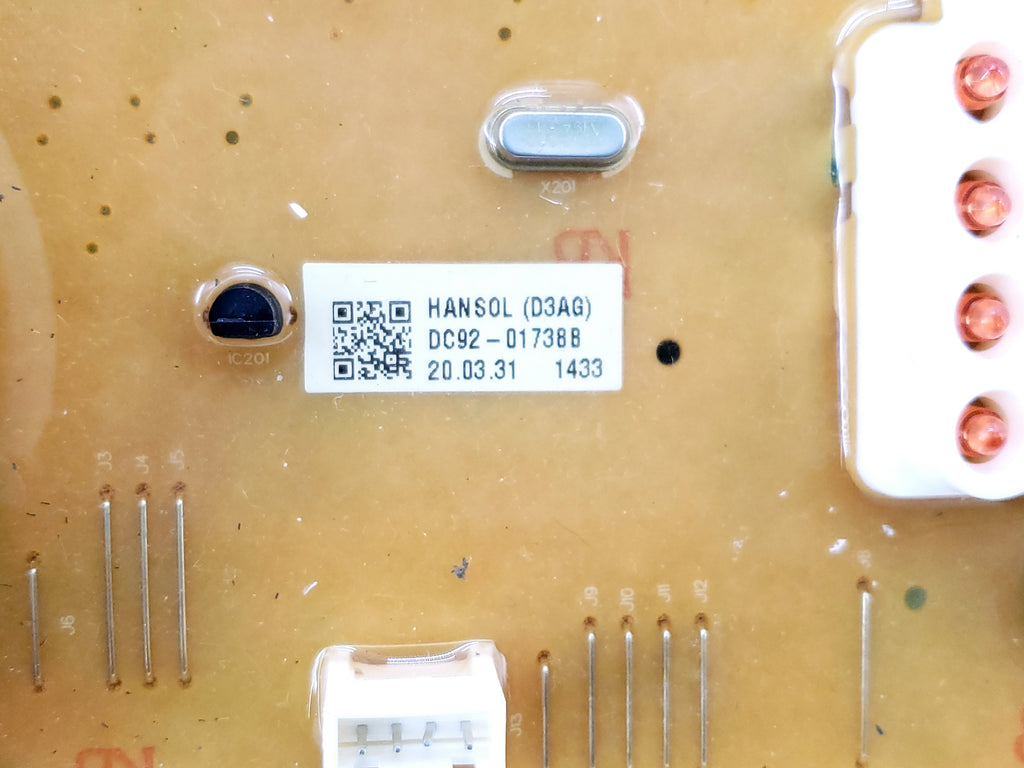 X201
HANSOL (D3AG)
DC92-01738B
20.03.31 1433
IC201
J3
J4
J5
J6
J9
J10
J11
J12
J8
J13